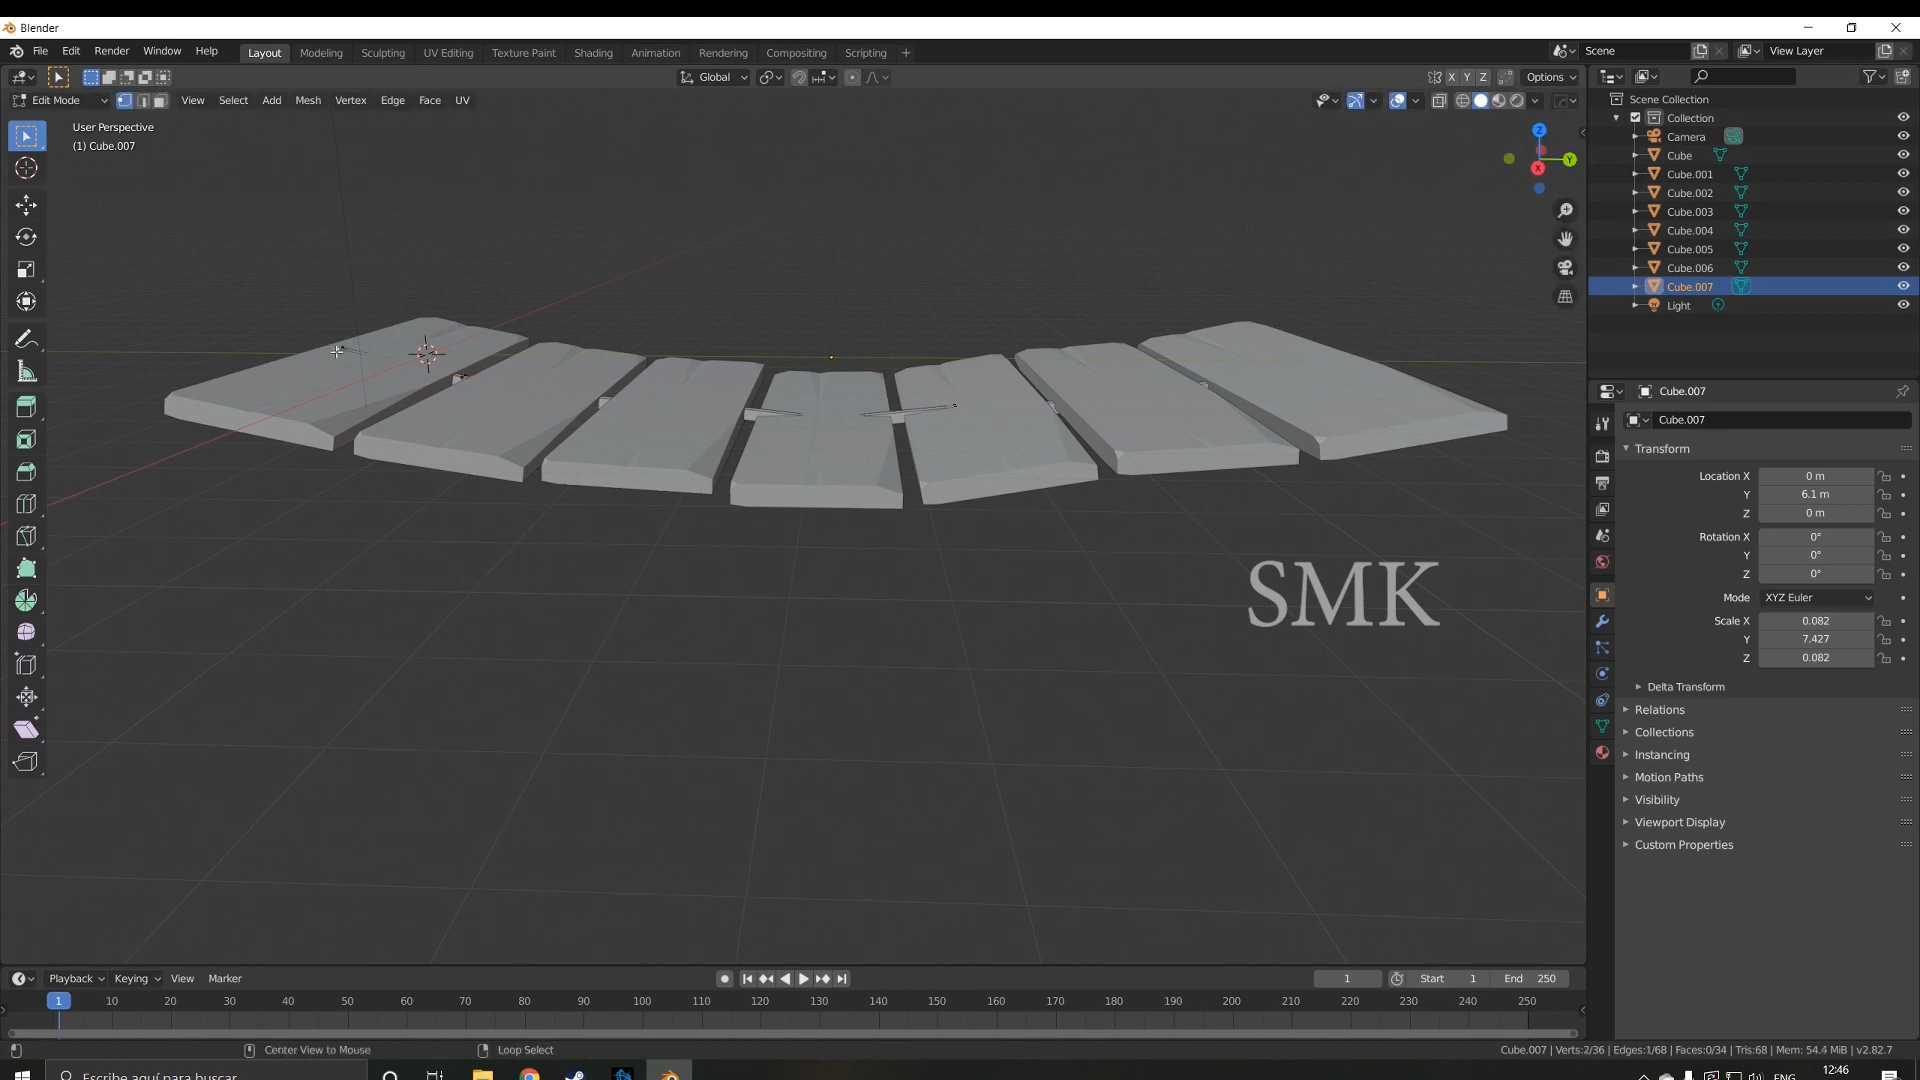 Blender
File Edit Render Window Help Layout Modeling Sculpting UV Editing Texture Paint Shading Animation Rendering Compositing Scripting + Scene View Layer
Global X Y Z Options
Edit Mode View Select Add Mesh Vertex Edge Face UV
User Perspective
(1) Cube.007
Z
Y
X
SMK
Scene Collection
Collection
Camera
Cube
Cube.001
Cube.002
Cube.003
Cube.004
Cube.005
Cube.006
Cube.007
Light
Cube.007
Cube.007
Transform
Location X 0 m
Y 6.1 m
Z 0 m
Rotation X 0°
Y 0°
Z 0°
Mode XYZ Euler
Scale X 0.082
Y 7.427
Z 0.082
Delta Transform
Relations
Collections
Instancing
Motion Paths
Visibility
Viewport Display
Custom Properties
Playback Keying View Marker 1 Start 1 End 250
1 10 20 30 40 50 60 70 80 90 100 110 120 130 140 150 160 170 180 190 200 210 220 230 240 250
Center View to Mouse Loop Select Cube.007 | Verts:2/36 | Edges:1/68 | Faces:0/34 | Tris:68 | Mem: 54.4 MiB | v2.82.7
Escribe aquí para buscar ENG 12:46